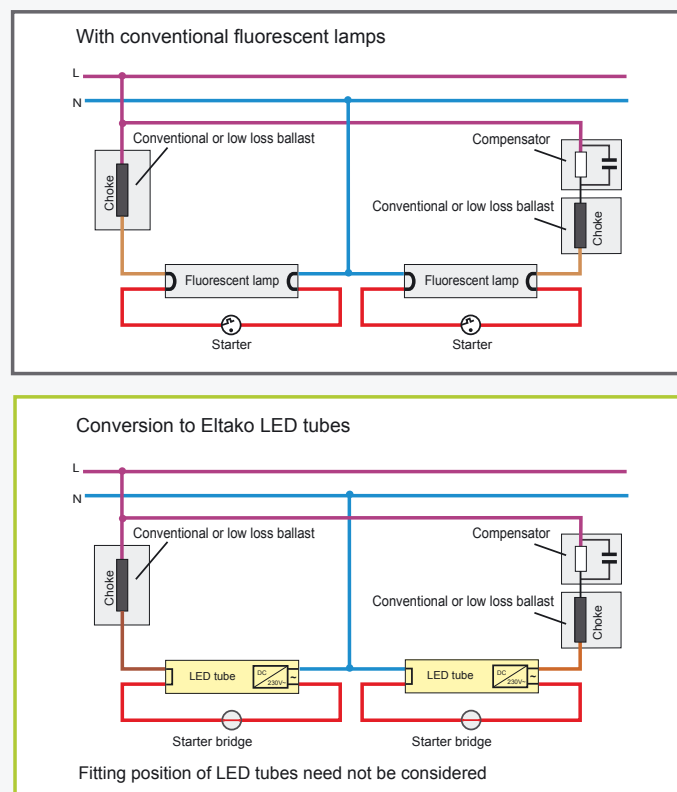 With conventional fluorescent lamps
L
N
Conventional or low loss ballast
Compensator
Choke
Conventional or low loss ballast
Choke
Fluorescent lamp
Fluorescent lamp
Starter
Starter
Conversion to Eltako LED tubes
L
N
Conventional or low loss ballast
Compensator
Choke
Conventional or low loss ballast
Choke
LED tube
DC
230V~
~
LED tube
DC
230V~
~
Starter bridge
Starter bridge
Fitting position of LED tubes need not be considered